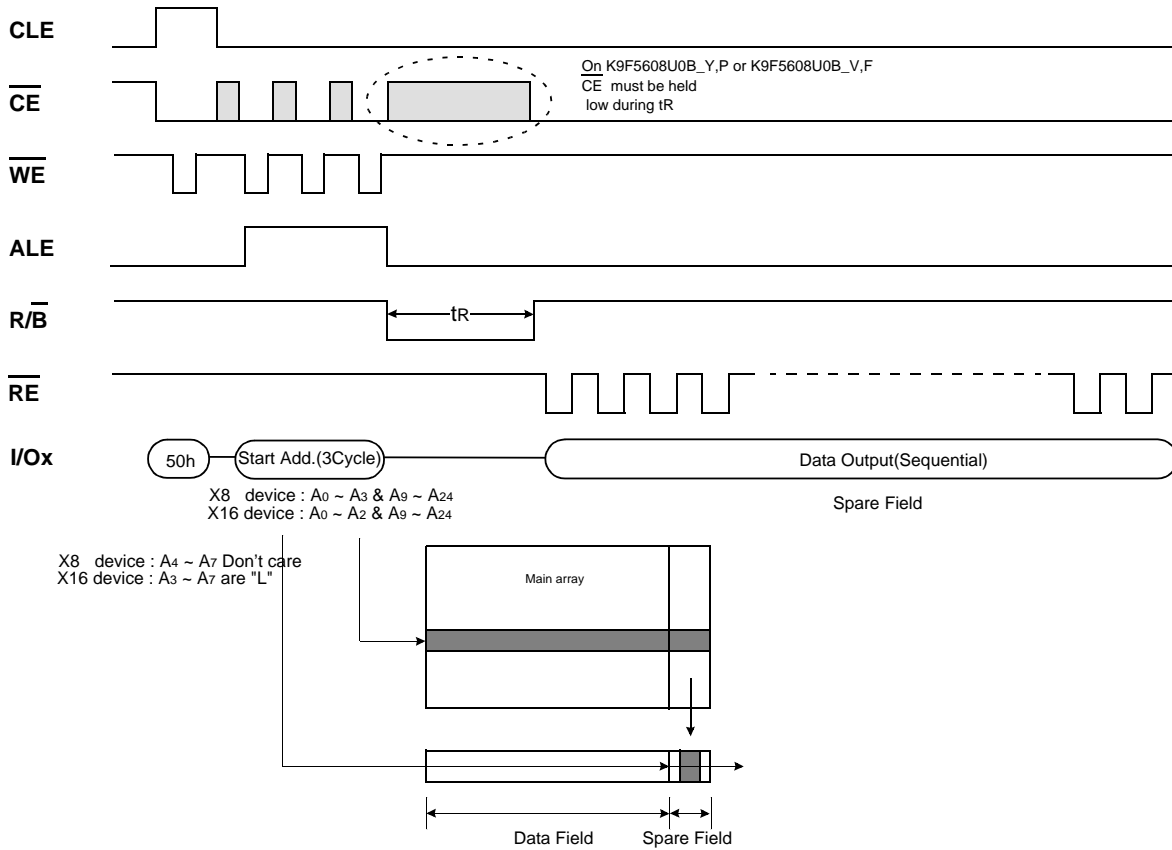 CLE
On K9F5608U0B_Y,P or K9F5608U0B_V,F
CE must be held
low during tR
CE
WE
ALE
R/B
tR
RE
I/Ox
50h
Start Add.(3Cycle)
Data Output(Sequential)
X8 device : A0 ~ A3 & A9 ~ A24
X16 device : A0 ~ A2 & A9 ~ A24
Spare Field
X8 device : A4 ~ A7 Don't care
X16 device : A3 ~ A7 are "L"
Main array
Data Field
Spare Field